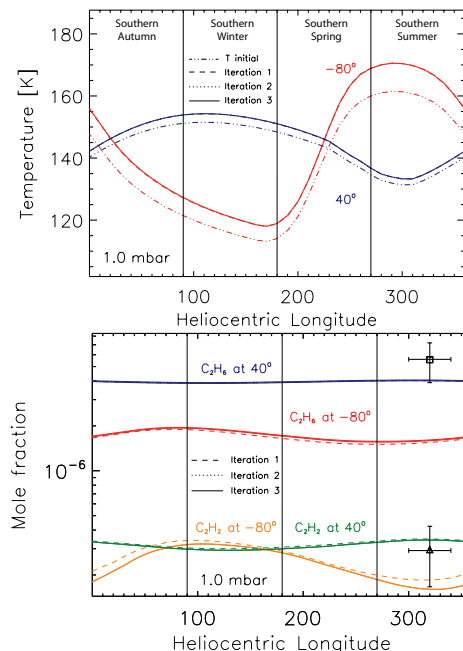 Southern Autumn
Southern Winter
Southern Spring
Southern Summer
180
160
140
120
Temperature [K]
T initial
Iteration 1
Iteration 2
Iteration 3
−80°
40°
1.0 mbar
100
200
300
Heliocentric Longitude
Mole fraction
10⁻⁶
C₂H₆ at 40°
C₂H₆ at −80°
Iteration 1
Iteration 2
Iteration 3
C₂H₂ at −80°
C₂H₂ at 40°
1.0 mbar
100
200
300
Heliocentric Longitude